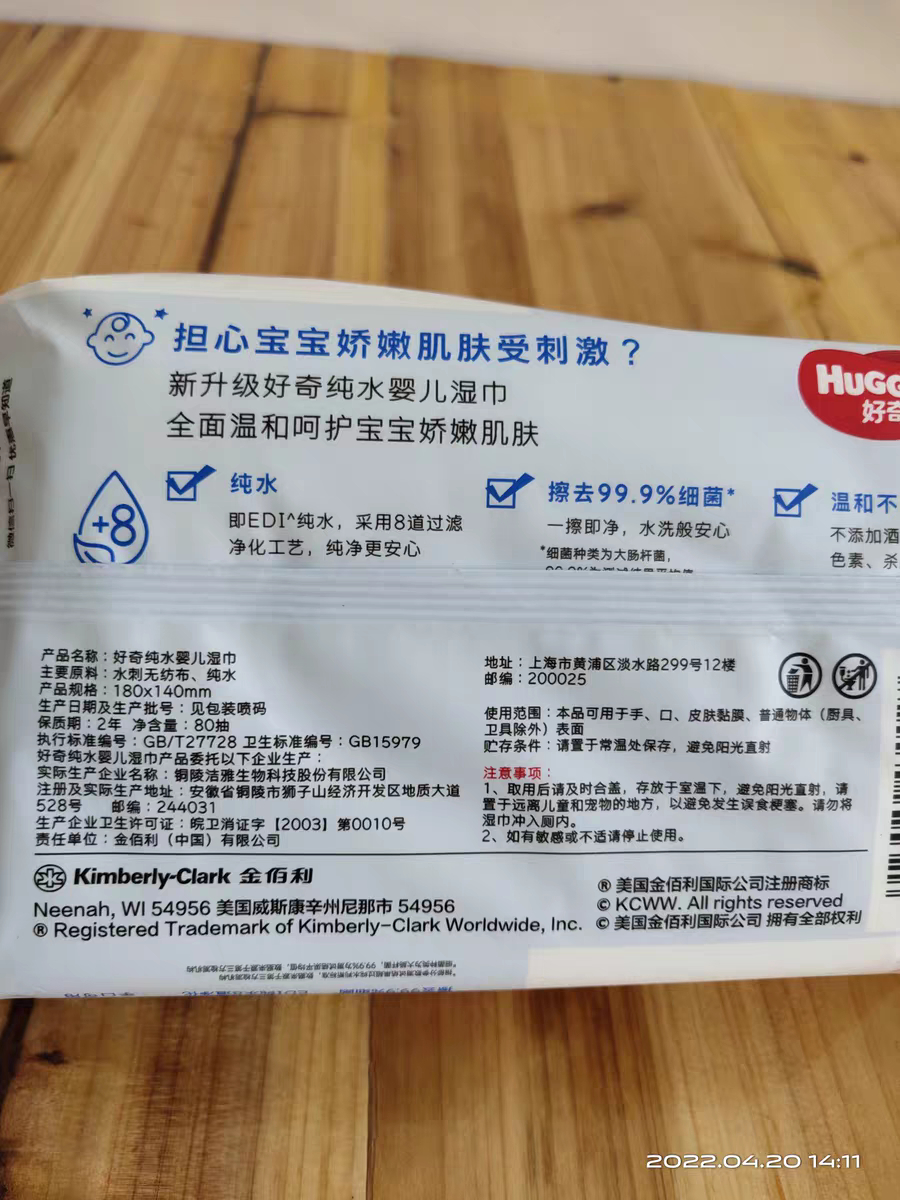 担心宝宝娇嫩肌肤受刺激？
新升级好奇纯水婴儿湿巾
全面温和呵护宝宝娇嫩肌肤
HUGG
好奇
+8
纯水
即EDI^纯水，采用8道过滤
净化工艺，纯净更安心
擦去99.9%细菌*
一擦即净，水洗般安心
*细菌种类为大肠杆菌，
温和不
不添加酒
色素、杀
微信扫一扫 优惠早知道
产品名称：好奇纯水婴儿湿巾
主要原料：水刺无纺布、纯水
产品规格：180x140mm
生产日期及生产批号：见包装喷码
保质期：2年 净含量：80抽
执行标准编号：GB/T27728 卫生标准编号：GB15979
好奇纯水婴儿湿巾产品委托以下企业生产：
实际生产企业名称：铜陵洁雅生物科技股份有限公司
注册及实际生产地址：安徽省铜陵市狮子山经济开发区地质大道
528号 邮编：244031
生产企业卫生许可证：皖卫消证字【2003】第0010号
责任单位：金佰利（中国）有限公司
地址：上海市黄浦区淡水路299号12楼
邮编：200025
使用范围：本品可用于手、口、皮肤黏膜、普通物体（厨具、
卫具除外）表面
贮存条件：请置于常温处保存，避免阳光直射
注意事项：
1、取用后请及时合盖，存放于室温下，避免阳光直射，请
置于远离儿童和宠物的地方，以避免发生误食梗塞。请勿将
湿巾冲入厕内。
2、如有敏感或不适请停止使用。
Kimberly-Clark 金佰利
Neenah, WI 54956 美国威斯康辛州尼那市 54956
® Registered Trademark of Kimberly-Clark Worldwide, Inc.
® 美国金佰利国际公司注册商标
© KCWW. All rights reserved
© 美国金佰利国际公司 拥有全部权利
2022.04.20 14:11